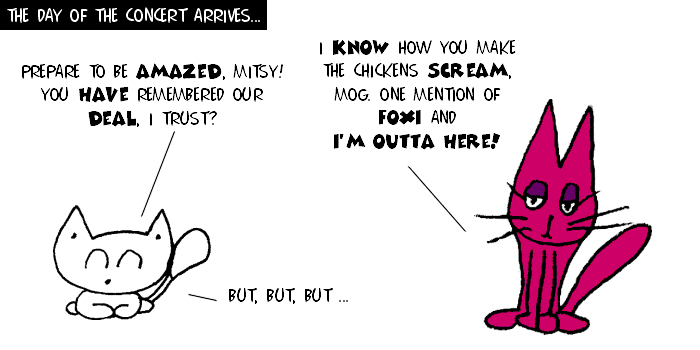 THE DAY OF THE CONCERT ARRIVES...
PREPARE TO BE AMAZED, MITSY!
YOU HAVE REMEMBERED OUR
DEAL, I TRUST?
I KNOW HOW YOU MAKE
THE CHICKENS SCREAM,
MOG. ONE MENTION OF
FOXI AND
I'M OUTTA HERE!
BUT, BUT, BUT ...